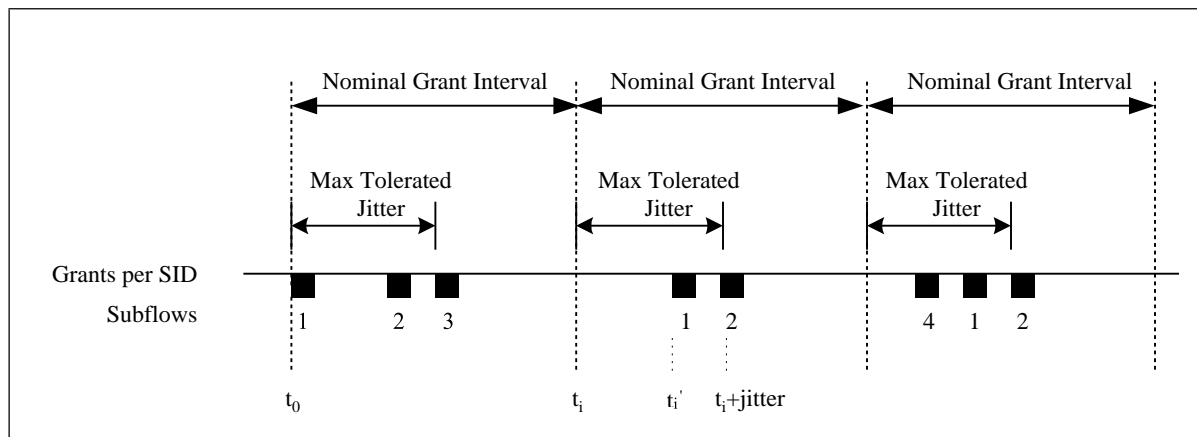 Nominal Grant Interval Nominal Grant Interval Nominal Grant Interval
Max Tolerated Max Tolerated Max Tolerated
Jitter Jitter Jitter
Grants per SID
Subflows 1 2 3 1 2 4 1 2
t₀ tᵢ tᵢ' tᵢ+jitter